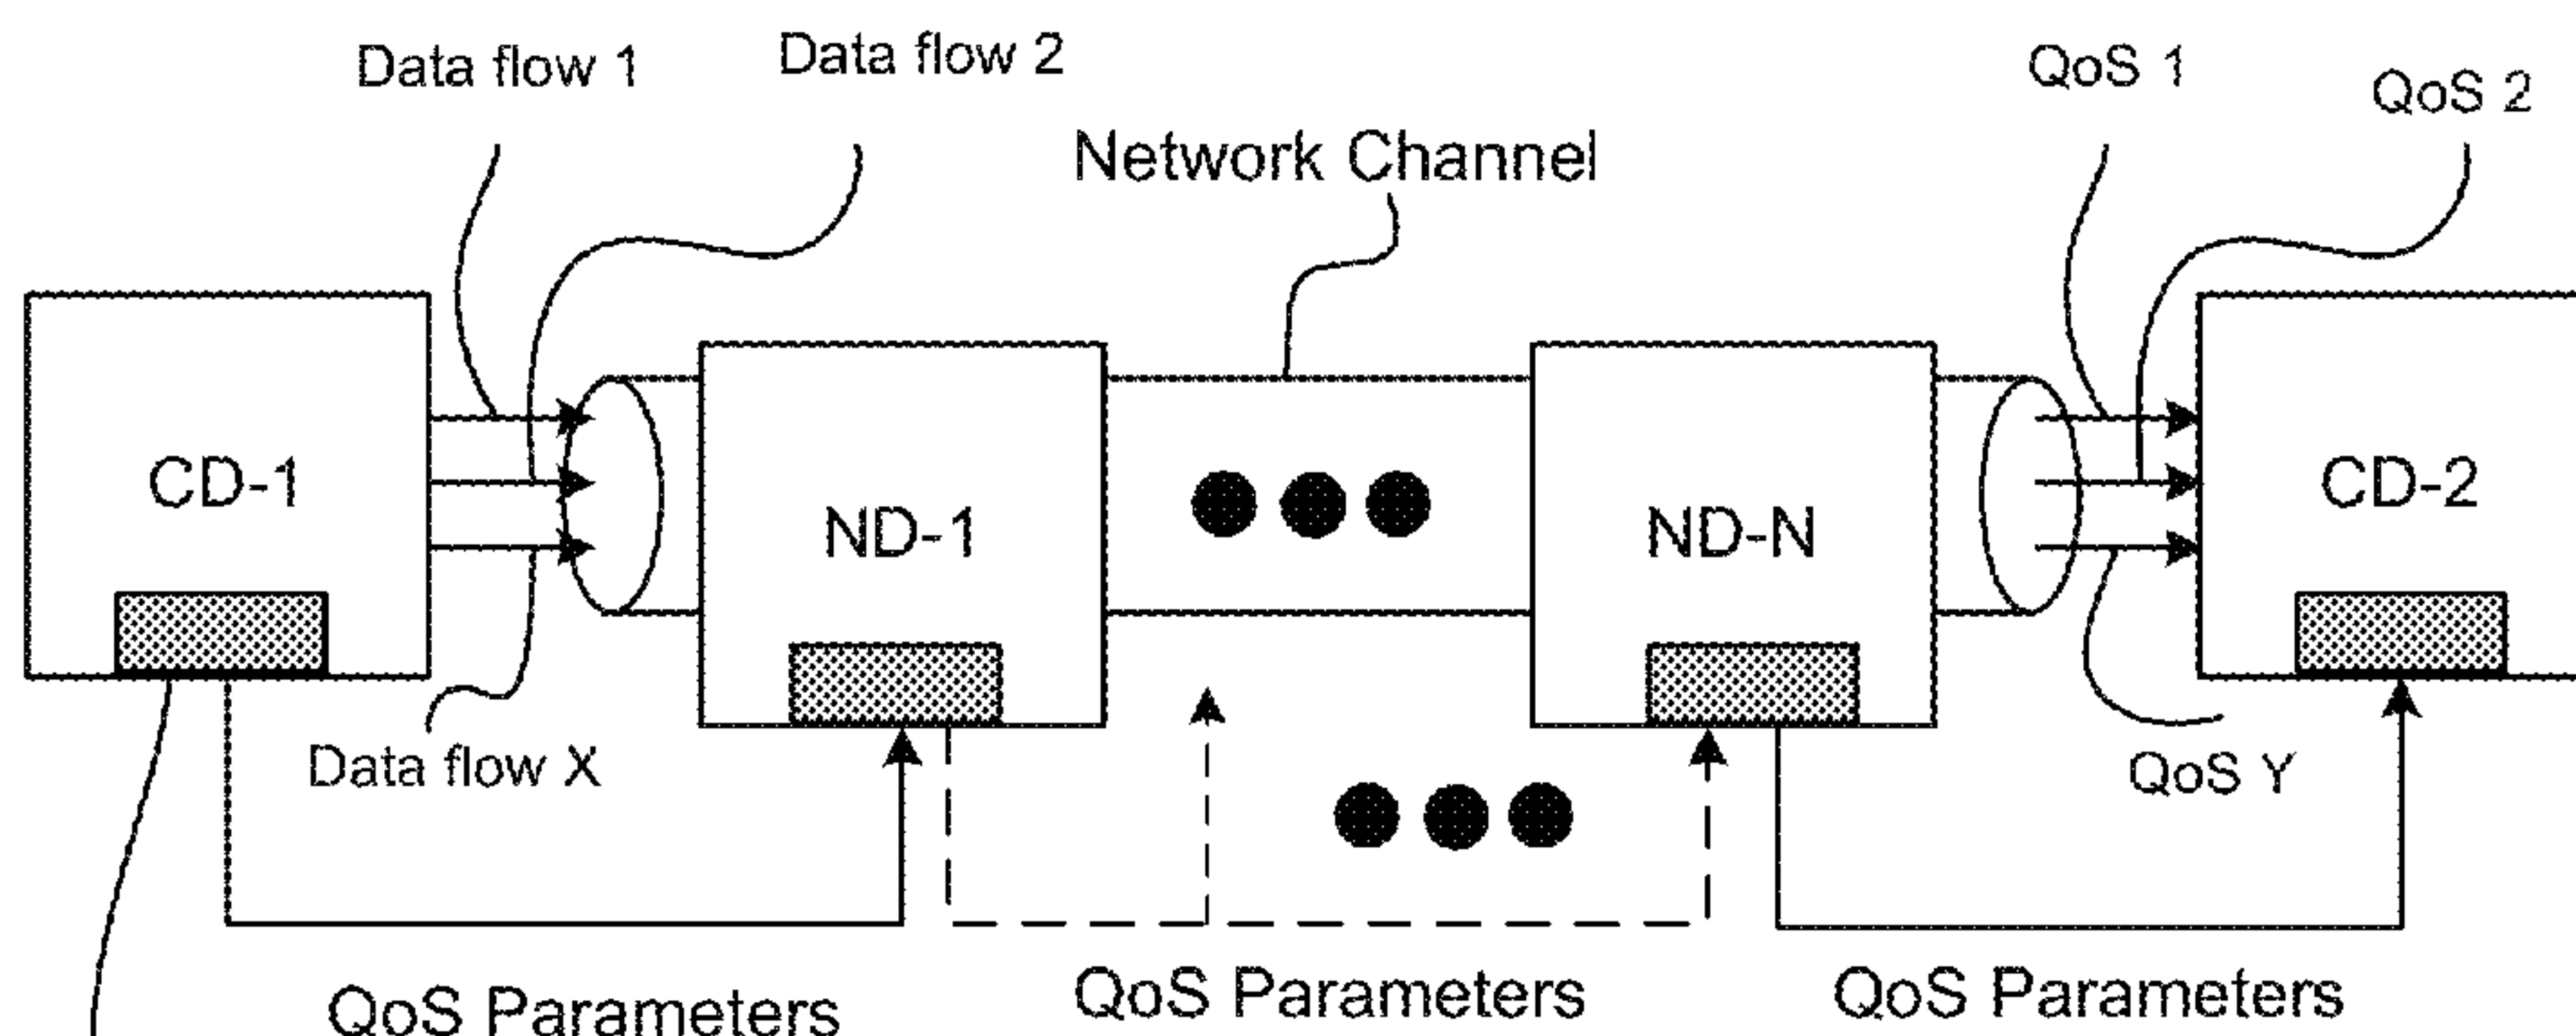 Data flow 1
Data flow 2
QoS 1
QoS 2
Network Channel
CD-1
ND-1
ND-N
CD-2
Data flow X
QoS Y
QoS Parameters
QoS Parameters
QoS Parameters